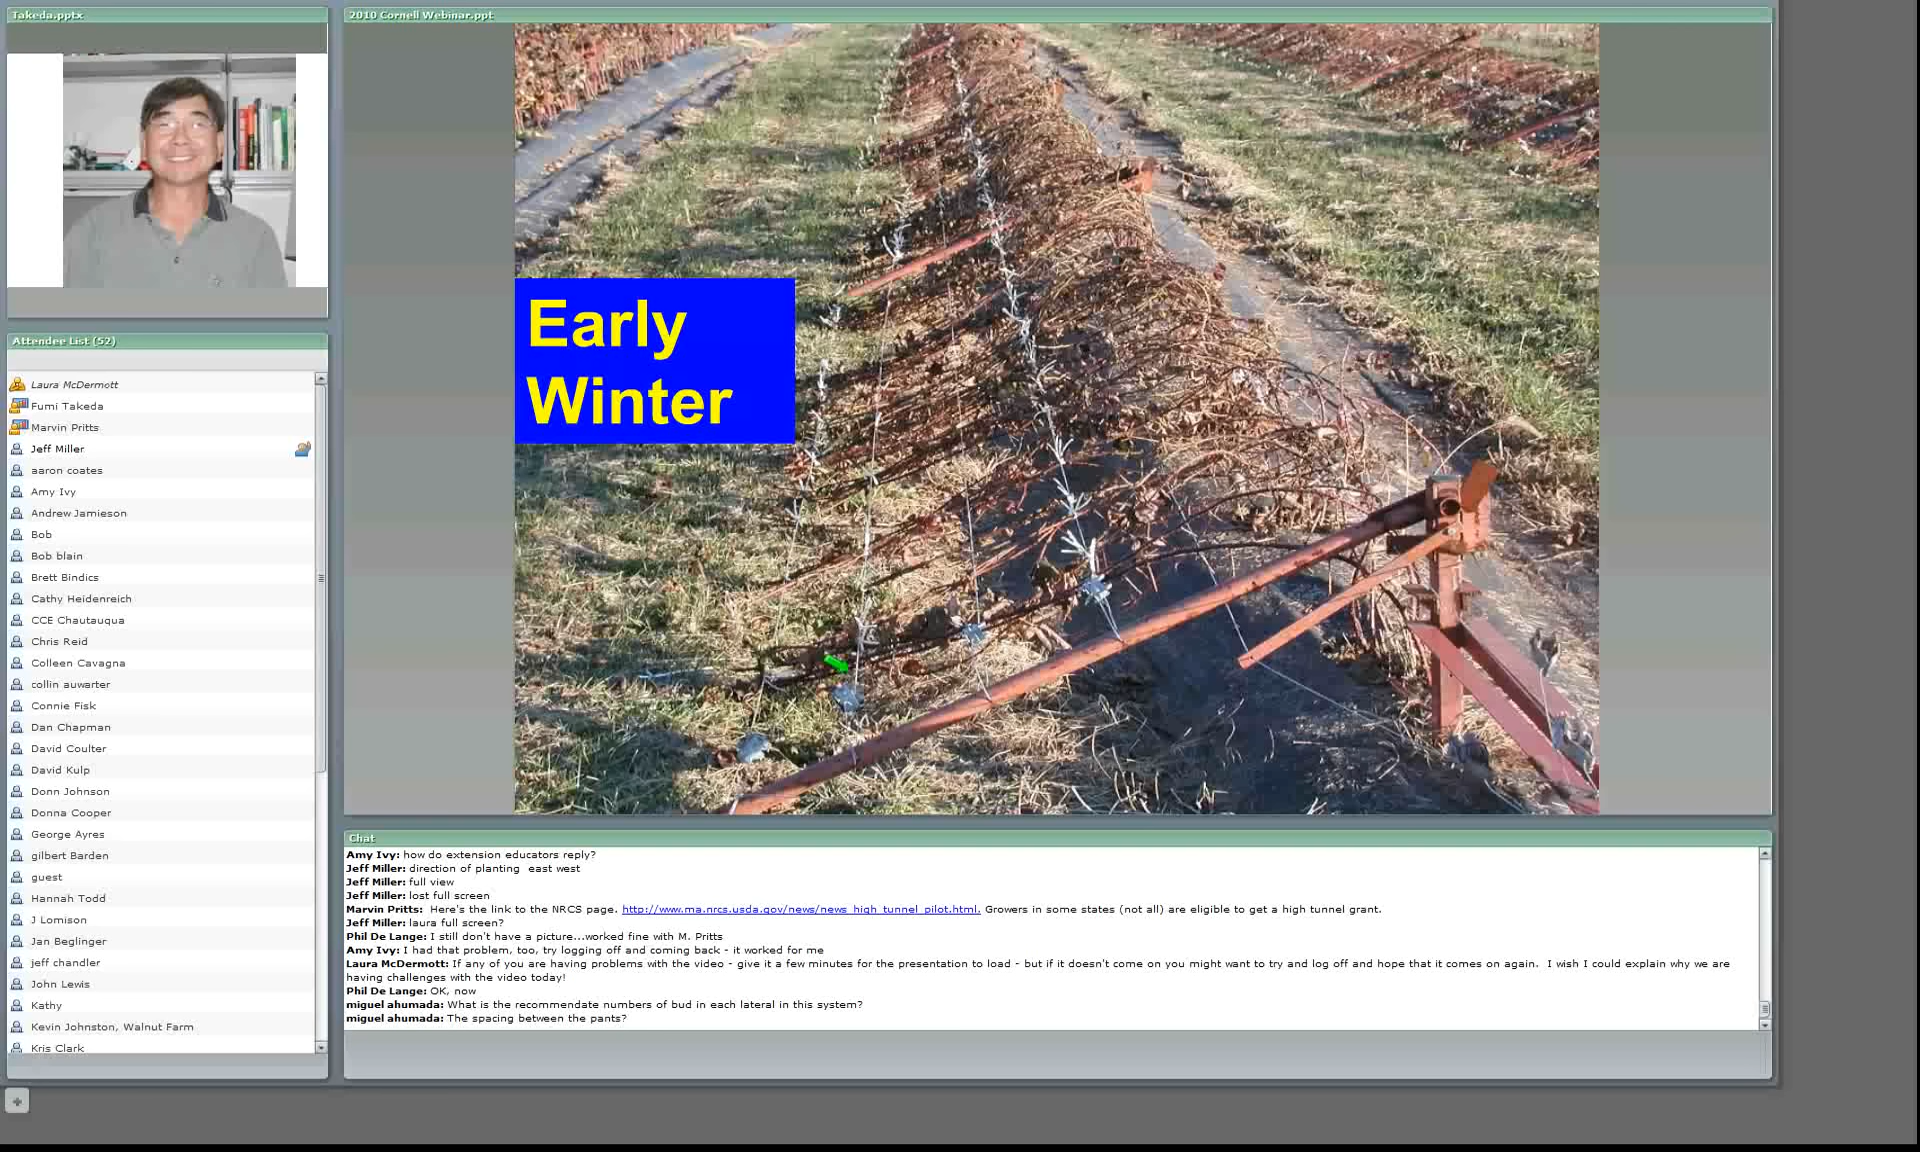 Takeda.pptx
2010 Cornell Webinar.ppt
Early
Winter
Attendee List (52)
Laura McDermott
Fumi Takeda
Marvin Pritts
Jeff Miller
aaron coates
Amy Ivy
Andrew Jamieson
Bob
Bob blain
Brett Bindics
Cathy Heidenreich
CCE Chautauqua
Chris Reid
Colleen Cavagna
collin auwarter
Connie Fisk
Dan Chapman
David Coulter
David Kulp
Donn Johnson
Donna Cooper
George Ayres
gilbert Barden
guest
Hannah Todd
J Lomison
Jan Beglinger
jeff chandler
John Lewis
Kathy
Kevin Johnston, Walnut Farm
Kris Clark
Chat
Amy Ivy: how do extension educators reply?
Jeff Miller: direction of planting  east west
Jeff Miller: full view
Jeff Miller: lost full screen
Marvin Pritts:  Here's the link to the NRCS page. http://www.ma.nrcs.usda.gov/news/news_high_tunnel_pilot.html. Growers in some states (not all) are eligible to get a high tunnel grant.
Jeff Miller: laura full screen?
Phil De Lange: I still don't have a picture...worked fine with M. Pritts
Amy Ivy: I had that problem, too, try logging off and coming back - it worked for me
Laura McDermott: If any of you are having problems with the video - give it a few minutes for the presentation to load - but if it doesn't come on you might want to try and log off and hope that it comes on again.  I wish I could explain why we are
having challenges with the video today!
Phil De Lange: OK, now
miguel ahumada: What is the recommendate numbers of bud in each lateral in this system?
miguel ahumada: The spacing between the pants?